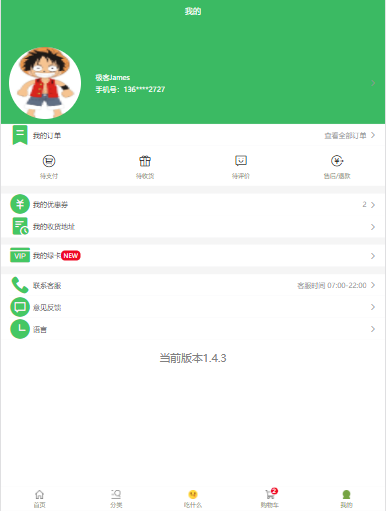 我的
极客James
手机号：136****2727
我的订单 查看全部订单
待支付 待收货 待评价 售后/退款
我的优惠券 2
我的收货地址
VIP 我的绿卡 NEW
联系客服 客服时间 07:00-22:00
意见反馈
语言
当前版本1.4.3
2
首页 分类 吃什么 购物车 我的